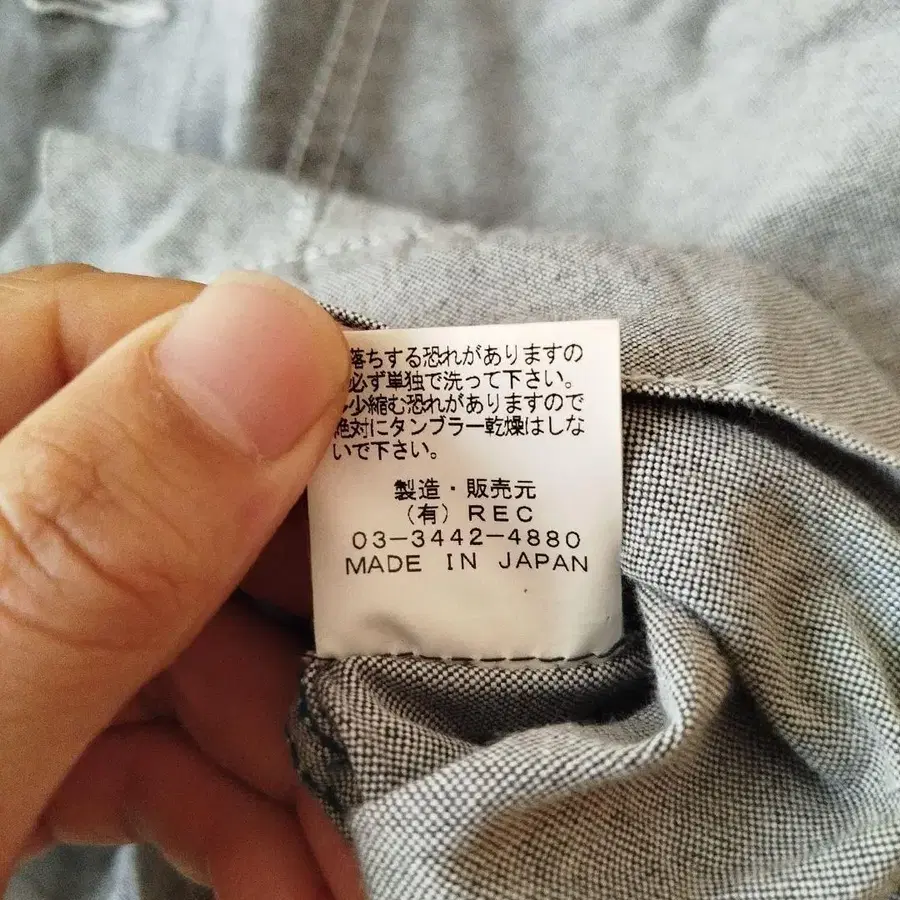 落ちする恐れがありますの
必ず単独で洗って下さい。
少縮む恐れがありますので
絶対にタンブラー乾燥はしな
いで下さい。
製造・販売元
（有）REC
03-3442-4880
MADE IN JAPAN